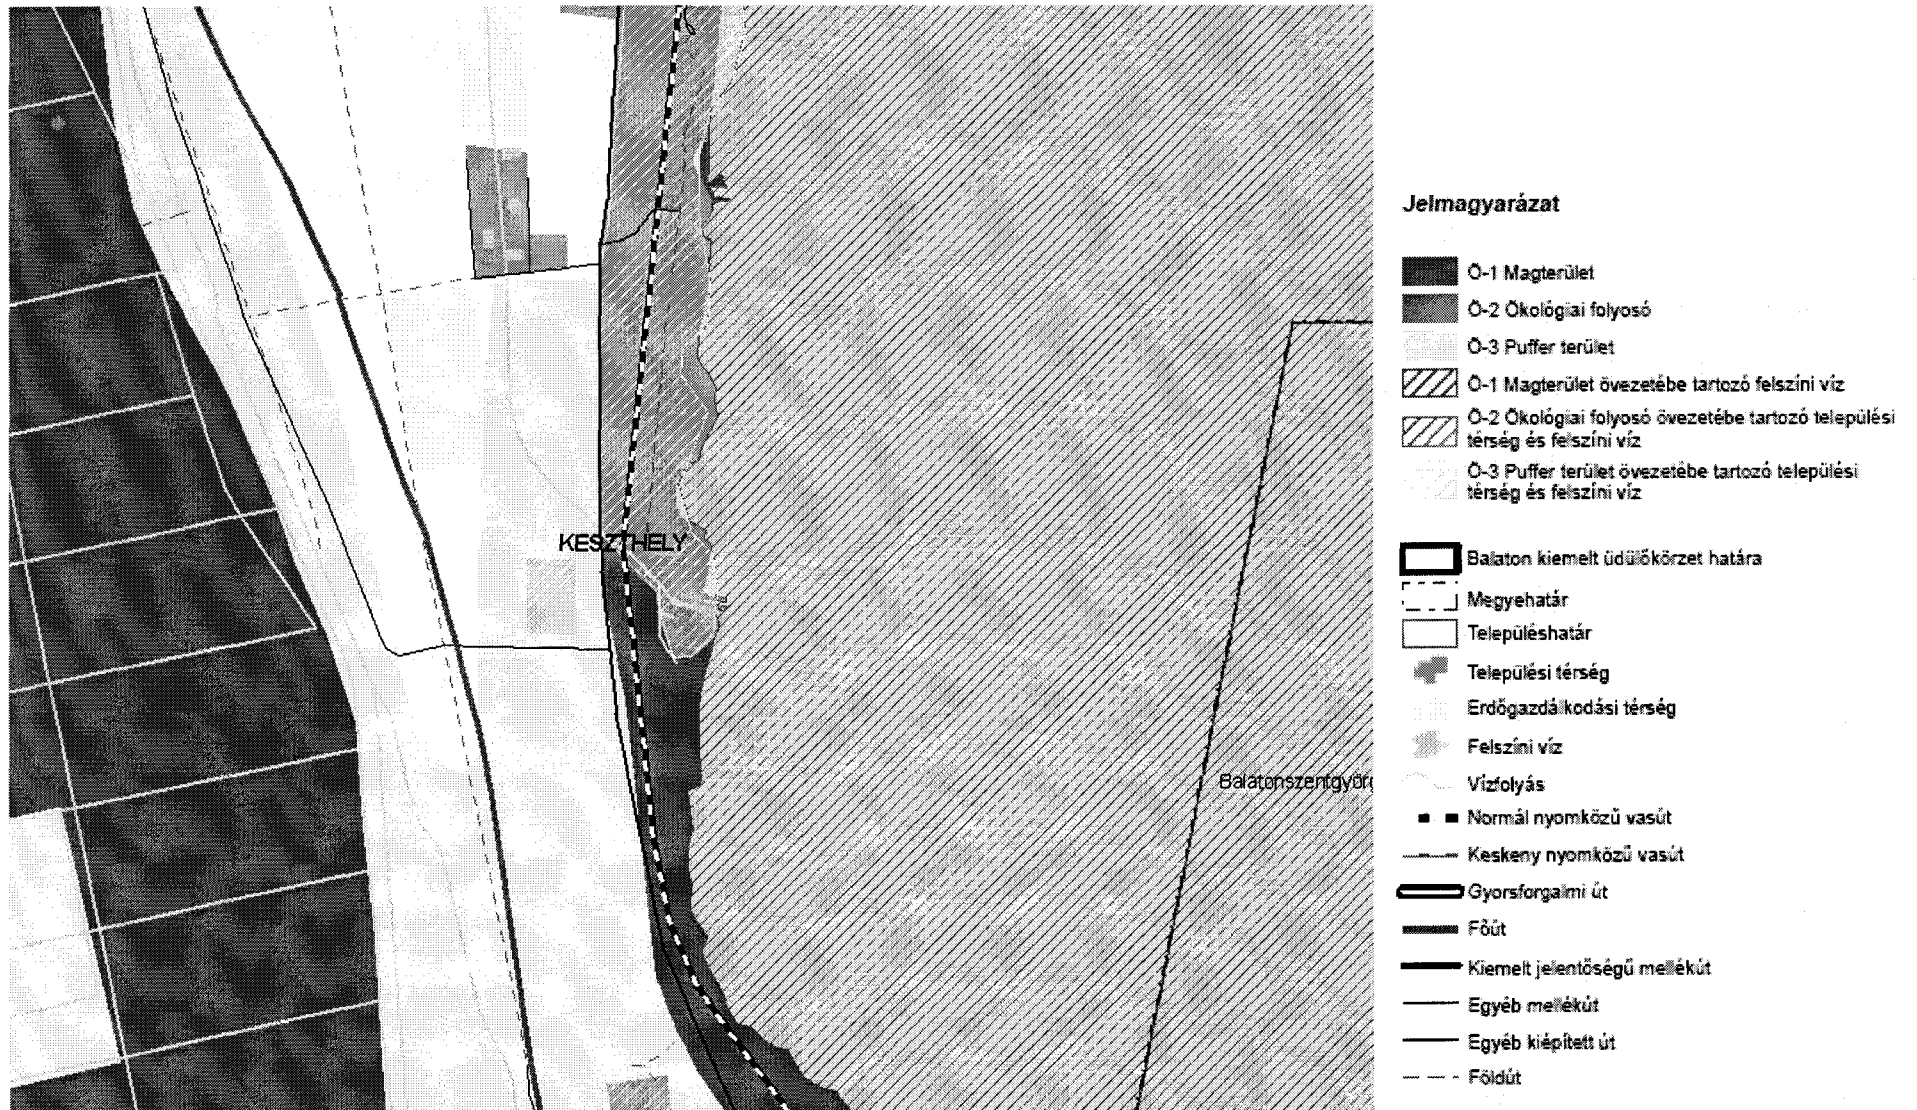 KESZTHELY
Balatonszentgyörg
Jelmagyarázat
Ö-1 Magterület
Ö-2 Ökológiai folyosó
Ö-3 Puffer terület
Ö-1 Magterület övezetébe tartozó felszíni víz
Ö-2 Ökológiai folyosó övezetébe tartozó települési
térség és felszíni víz
Ö-3 Puffer terület övezetébe tartozó települési
térség és felszíni víz
Balaton kiemelt üdülőkörzet határa
Megyehatár
Településhatár
Települési térség
Erdőgazdálkodási térség
Felszíni víz
Vízfolyás
Normál nyomközű vasút
Keskeny nyomközű vasút
Gyorsforgalmi út
Főút
Kiemelt jelentőségű mellékút
Egyéb mellékút
Egyéb kiépített út
Földút